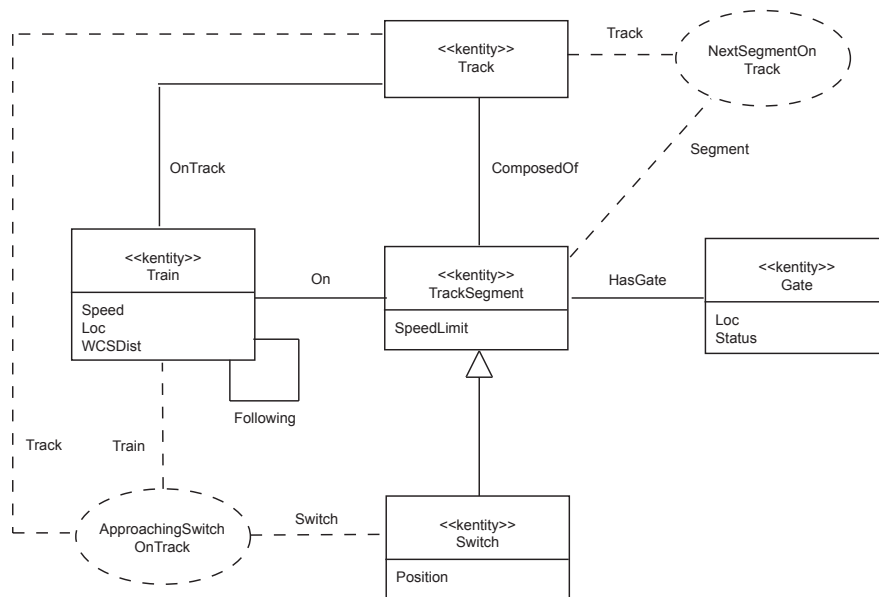 <<kentity>>
Track
Track
NextSegmentOn
Track
OnTrack
ComposedOf
Segment
<<kentity>>
Train
Speed
Loc
WCSDist
On
<<kentity>>
TrackSegment
SpeedLimit
HasGate
<<kentity>>
Gate
Loc
Status
Following
Track
Train
ApproachingSwitch
OnTrack
Switch
<<kentity>>
Switch
Position